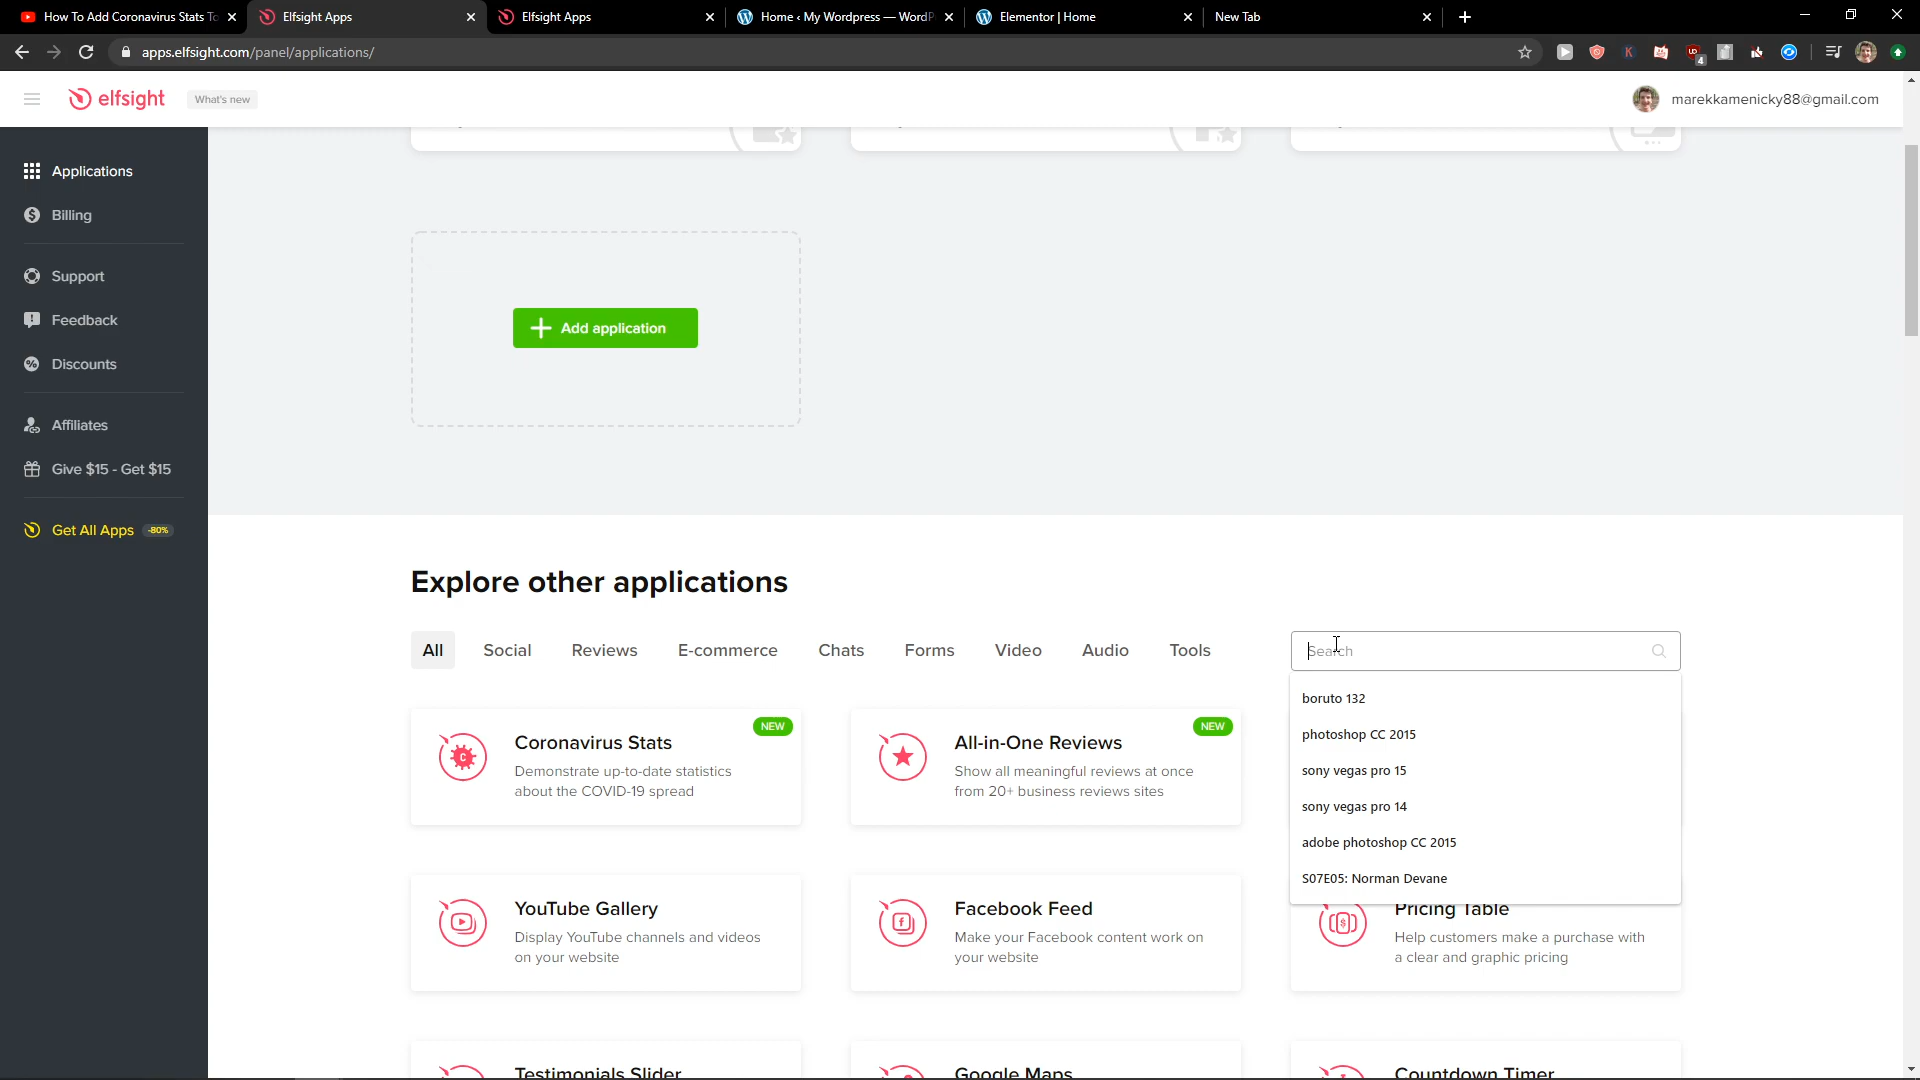 How To Add Coronavirus Stats To
Elfsight Apps
Elfsight Apps
Home ‹ My Wordpress — WordP
Elementor | Home
New Tab
apps.elfsight.com/panel/applications/
K
UD
4
elfsight
What's new
marekkamenicky88@gmail.com
Applications
Billing
Support
Feedback
Discounts
Affiliates
Give $15 - Get $15
Get All Apps
-80%
Add application
Explore other applications
All
Social
Reviews
E-commerce
Chats
Forms
Video
Audio
Tools
Search
boruto 132
photoshop CC 2015
sony vegas pro 15
sony vegas pro 14
adobe photoshop CC 2015
S07E05: Norman Devane
NEW
Coronavirus Stats
Demonstrate up-to-date statistics
about the COVID-19 spread
NEW
All-in-One Reviews
Show all meaningful reviews at once
from 20+ business reviews sites
YouTube Gallery
Display YouTube channels and videos
on your website
Facebook Feed
Make your Facebook content work on
your website
Pricing Table
Help customers make a purchase with
a clear and graphic pricing
Testimonials Slider
Google Maps
Countdown Timer